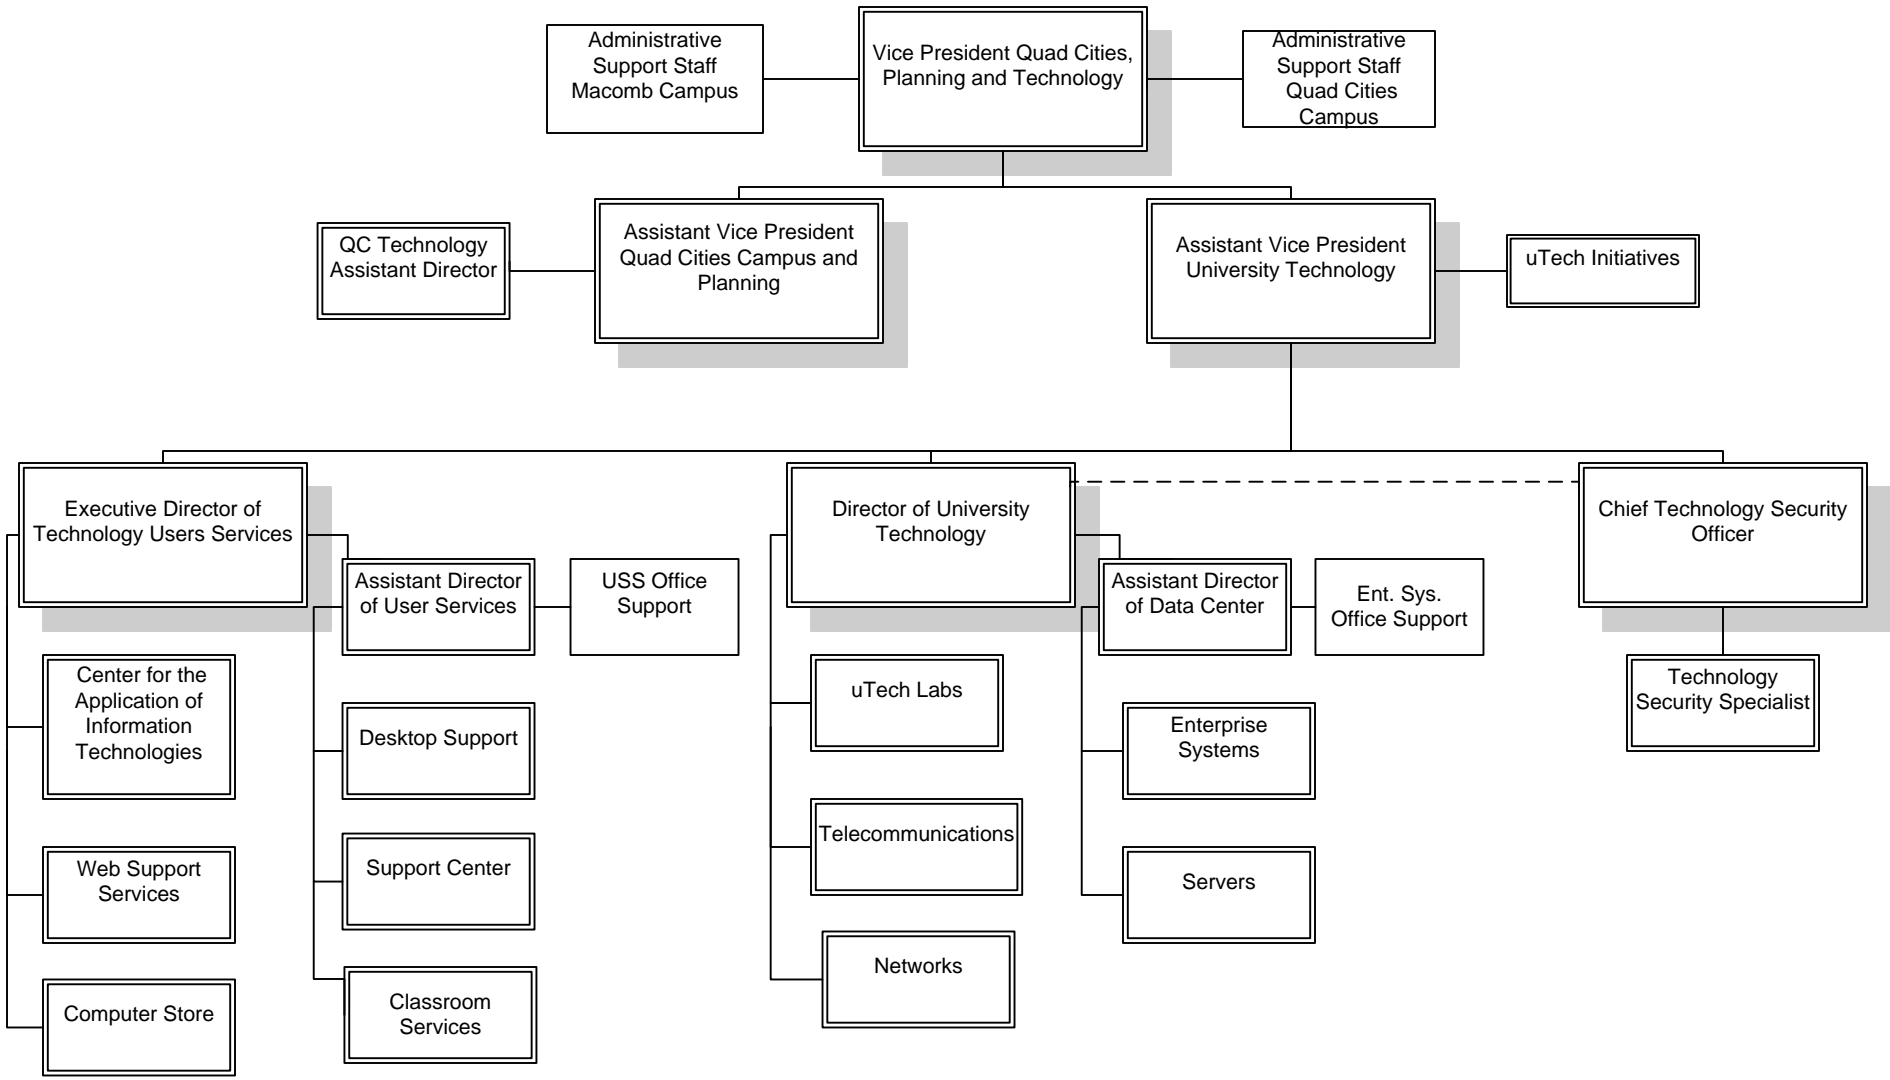 Administrative
Support Staff
Macomb Campus
Vice President Quad Cities,
Planning and Technology
Administrative
Support Staff
Quad Cities
Campus
QC Technology
Assistant Director
Assistant Vice President
Quad Cities Campus and
Planning
Assistant Vice President
University Technology
uTech Initiatives
Executive Director of
Technology Users Services
Director of University
Technology
Chief Technology Security
Officer
Assistant Director
of User Services
USS Office
Support
Assistant Director
of Data Center
Ent. Sys.
Office Support
Center for the
Application of
Information
Technologies
Desktop Support
uTech Labs
Enterprise
Systems
Technology
Security Specialist
Web Support
Services
Support Center
Telecommunications
Servers
Computer Store
Classroom
Services
Networks